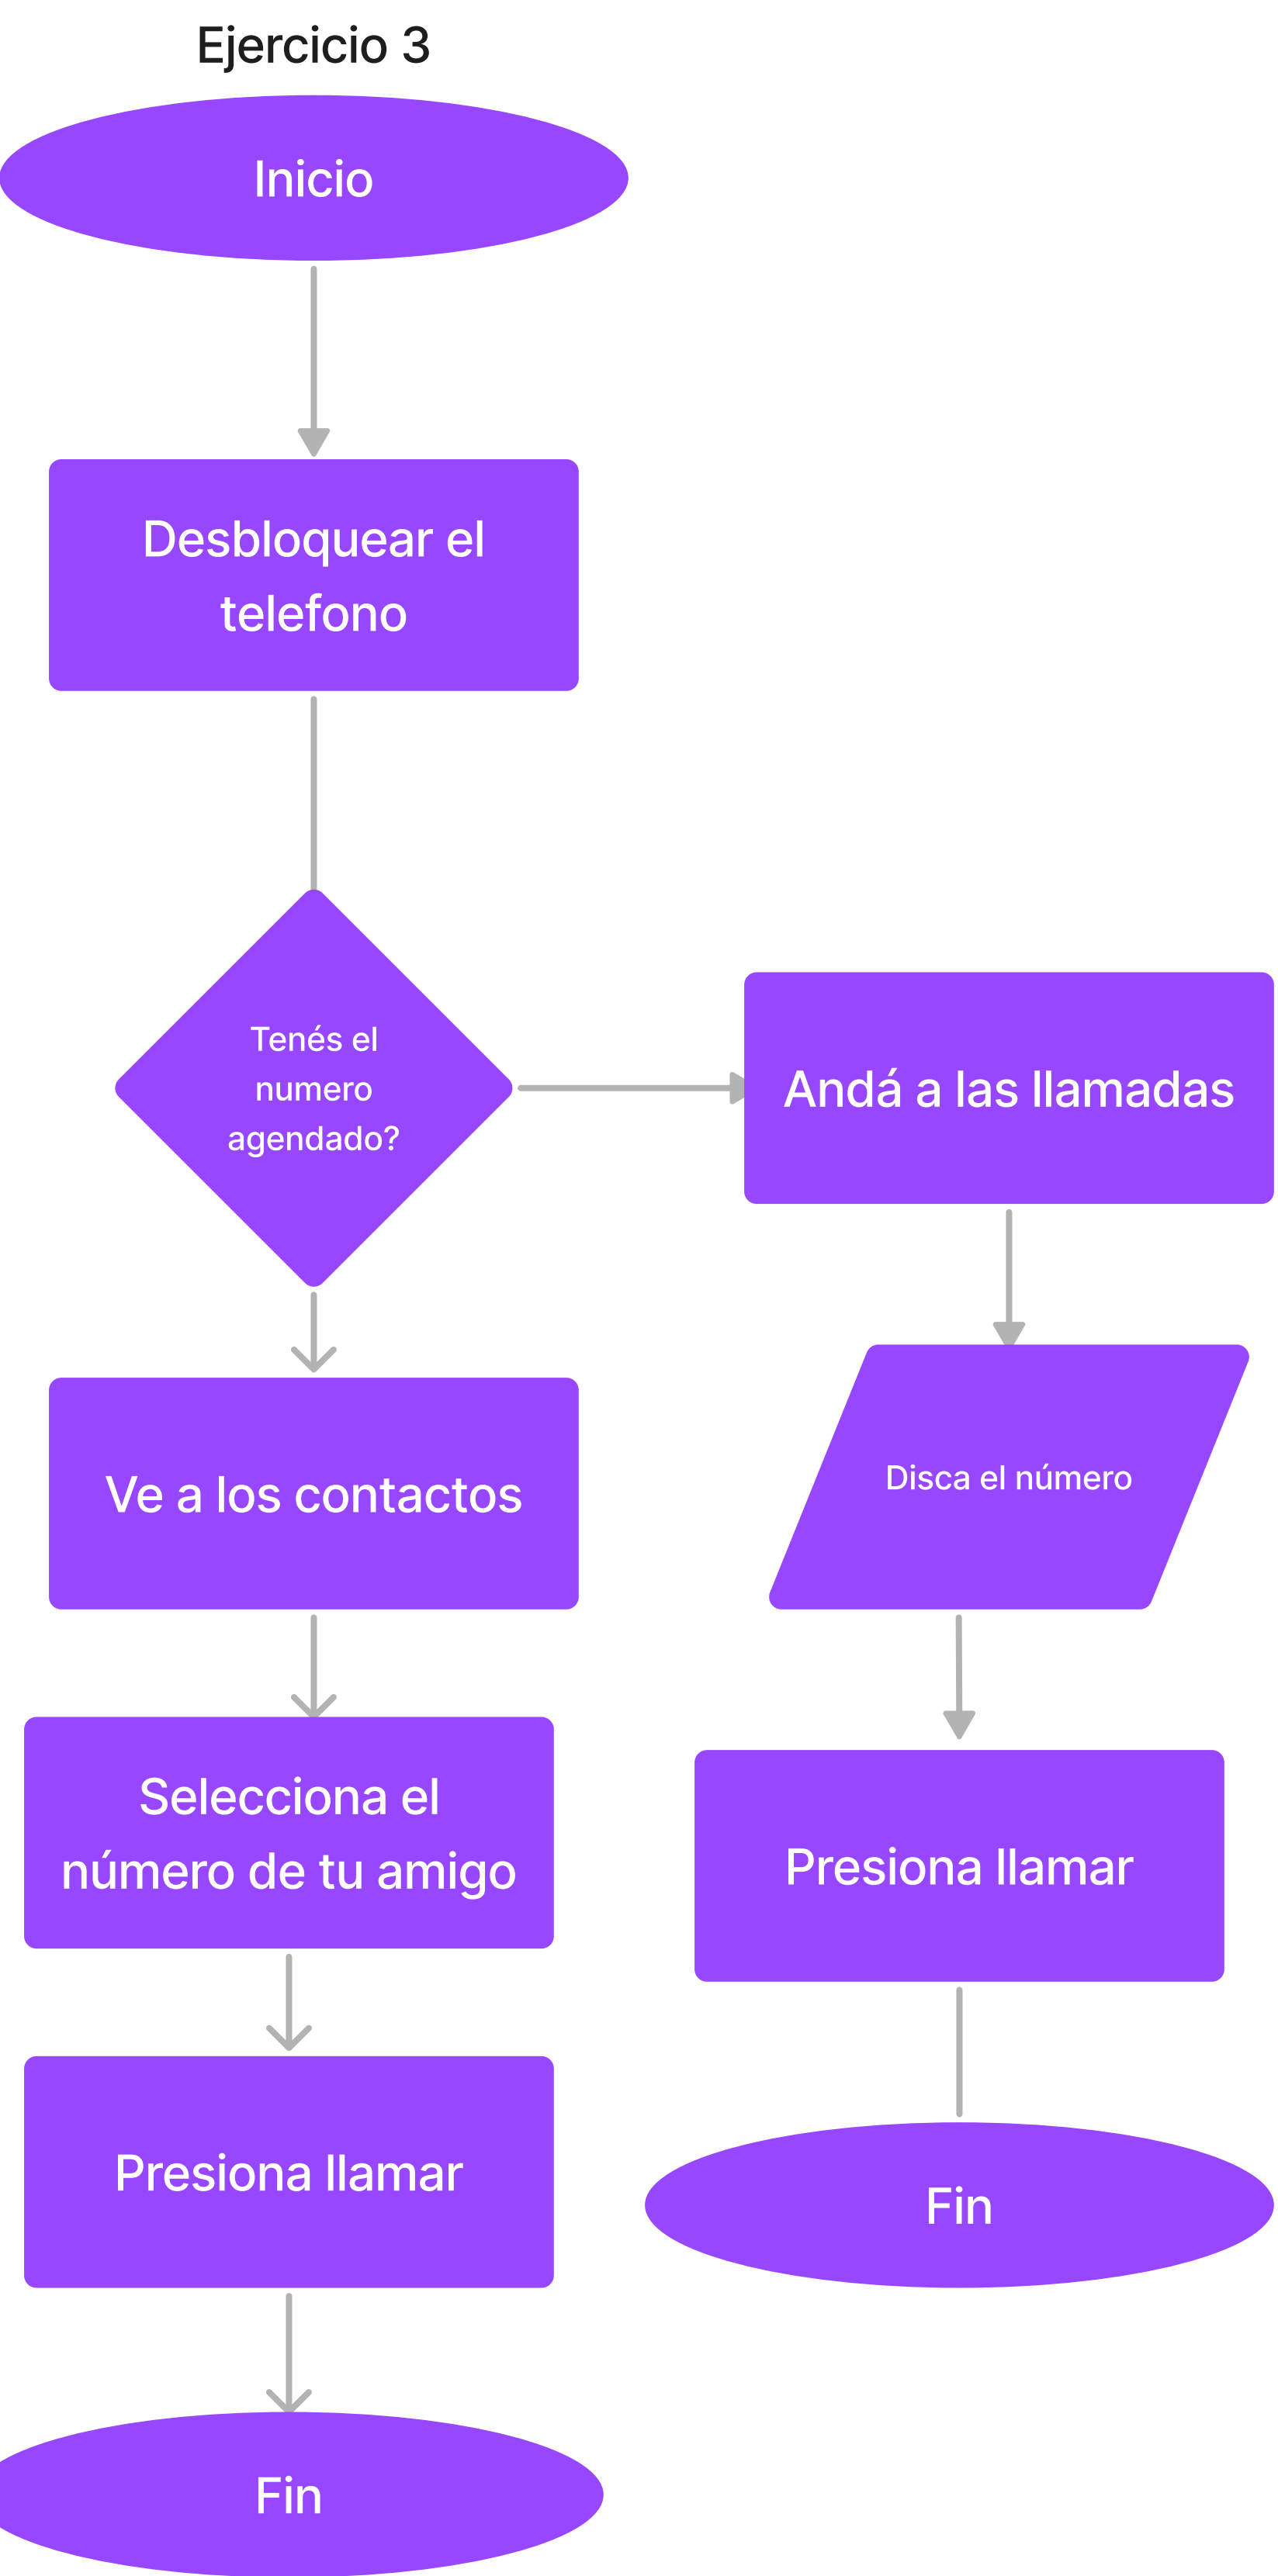 Ejercicio 3
Inicio
Desbloquear el
telefono
Tenés el
numero
agendado?
Andá a las llamadas
Ve a los contactos
Disca el número
Selecciona el
número de tu amigo
Presiona llamar
Presiona llamar
Fin
Fin